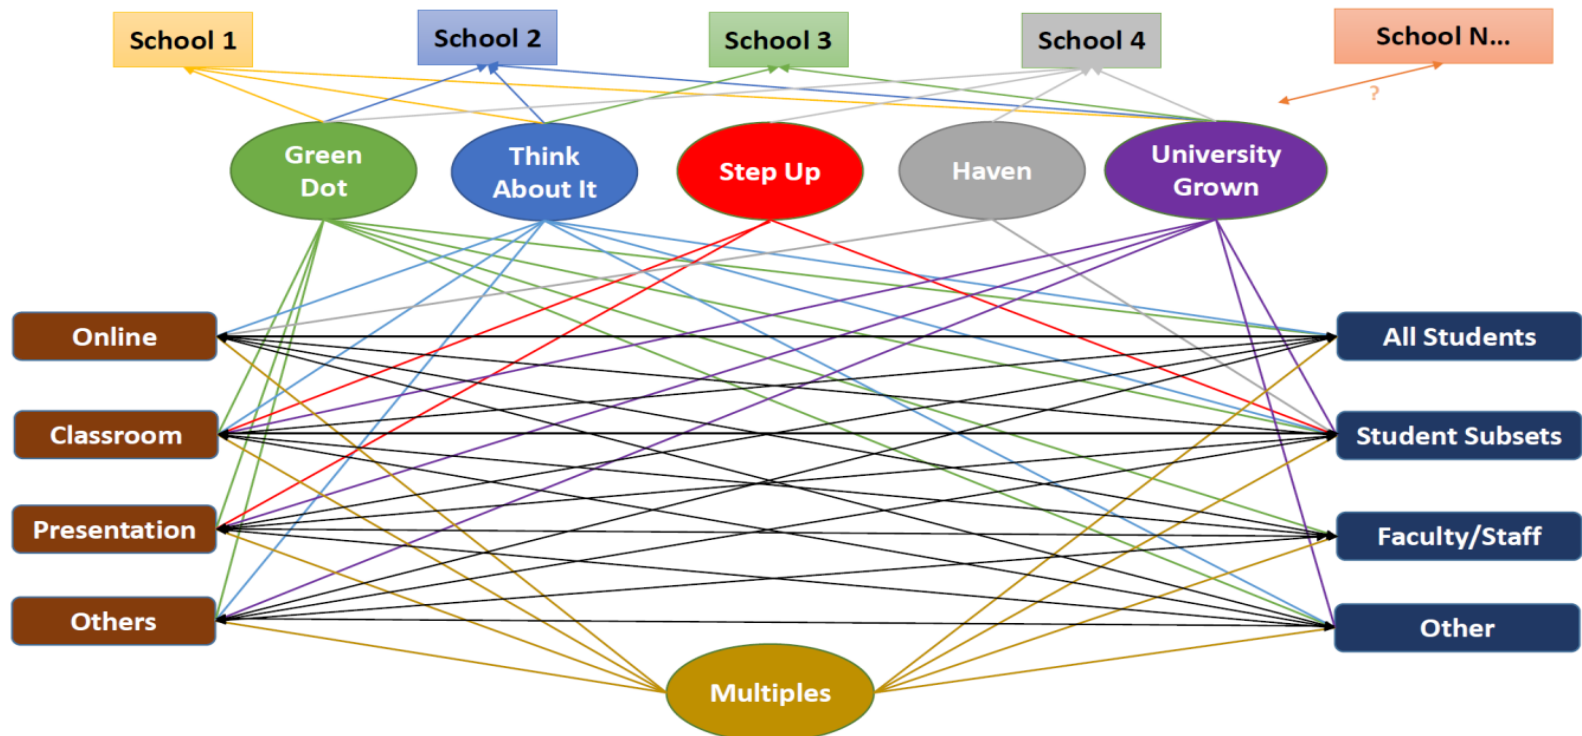 School 1
School 2
School 3
School 4
School N...
?
Green
Dot
Think
About It
Step Up
Haven
University
Grown
Online
All Students
Classroom
Student Subsets
Presentation
Faculty/Staff
Others
Other
Multiples